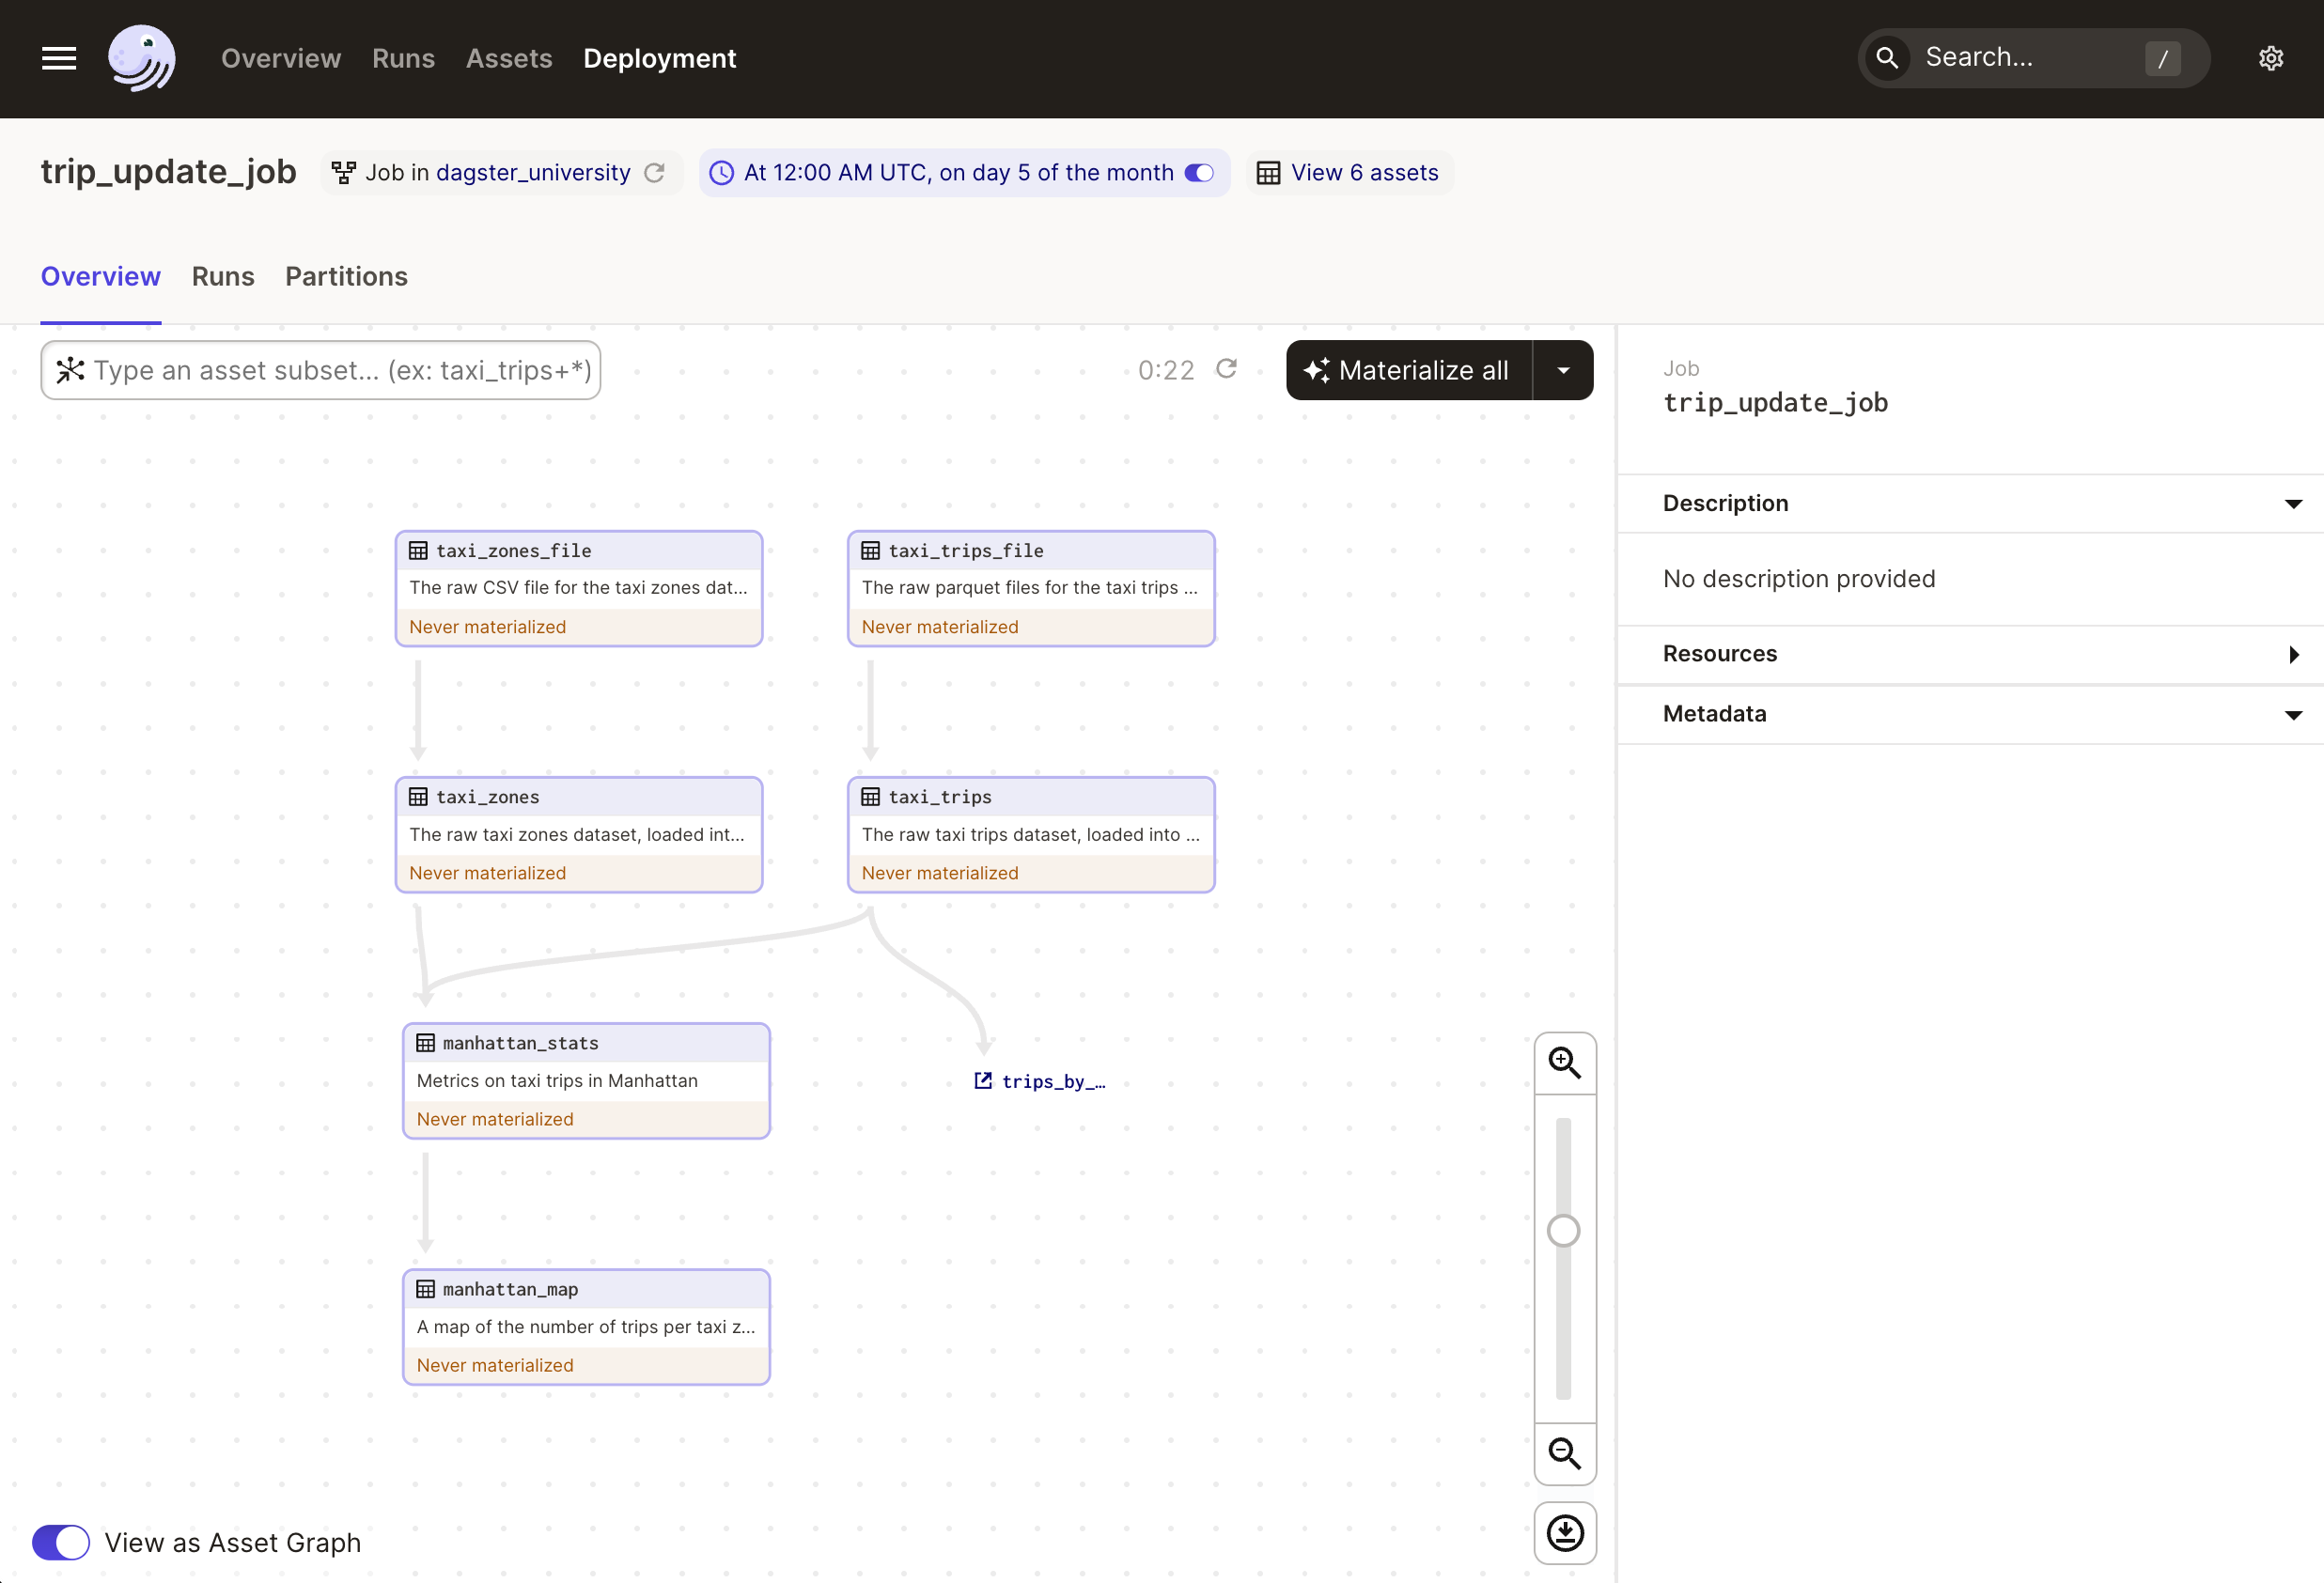 Overview Runs Assets Deployment Search... /
trip_update_job Job in dagster_university At 12:00 AM UTC, on day 5 of the month View 6 assets
Overview Runs Partitions
Type an asset subset… (ex: taxi_trips+*) 0:22 Materialize all
Job
trip_update_job
Description
No description provided
Resources
Metadata
taxi_zones_file
The raw CSV file for the taxi zones dat...
Never materialized
taxi_trips_file
The raw parquet files for the taxi trips ...
Never materialized
taxi_zones
The raw taxi zones dataset, loaded int...
Never materialized
taxi_trips
The raw taxi trips dataset, loaded into ...
Never materialized
manhattan_stats
Metrics on taxi trips in Manhattan
Never materialized
trips_by_…
manhattan_map
A map of the number of trips per taxi z...
Never materialized
View as Asset Graph